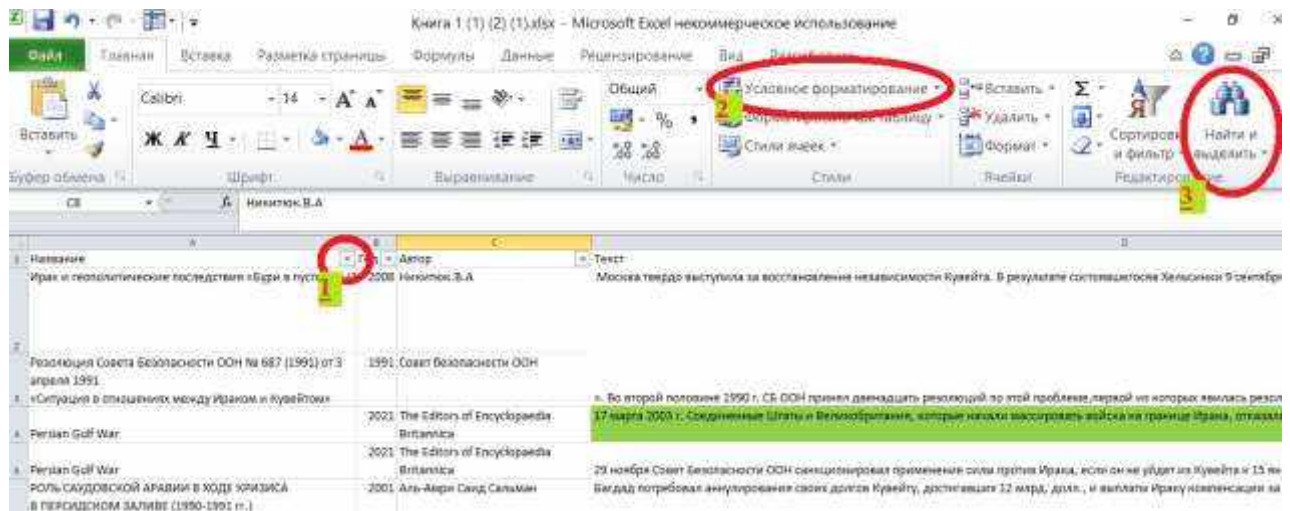 Книга 1 (1) (2) (1).xlsx - Microsoft Excel некоммерческое использование
Файл Главная Вставка Разметка страницы Формулы Данные Рецензирование Вид
Calibri 14 Общий Условное форматирование Вставить Σ
2
Вставить Ж К Ч % Удалить Сортировка Найти и
Стили ячеек Формат и фильтр выделить
Буфер обмена Шрифт Выравнивание Число Стили Ячейки Редактирование
3
C8 Никитюк.В.А
A B C D
1 Название Год Автор Текст
Ирак и геополитические последствия «Бури в 2008 Никитюк.В.А Москва твердо выступила за восстановление независимости Кувейта. В результате состоявшегося Хельсинки 9 сентября
1
2
Резолюция Совета Безопасности ООН № 687 (1991) от 3 1991 Совет Безопасности ООН
апреля 1991
3 «Ситуация в отношениях между Ираком и Кувейтом» ». Во второй половине 1990 г. СБ ООН принял двенадцать резолюций по этой проблеме, первой из которых явилась
2021 The Editors of Encyclopaedia 17 марта 2003 г. Соединенные Штаты и Великобритания, которые начали массировать войска на границе Ирака,
4 Persian Gulf War Britannica
2021 The Editors of Encyclopaedia
Persian Gulf War Britannica 29 ноября Совет Безопасности ООН санкционировал применение силы против Ирака, если он не уйдет из Кувейта к 15
РОЛЬ САУДОВСКОЙ АРАВИИ В ХОДЕ КРИЗИСА 2001 Аль-Амри Саид Сальман Багдад потребовал аннулирования своих долгов Кувейту, достигавших 12 млрд. долл., и выплаты Ираку компенсации за
В ПЕРСИДСКОМ ЗАЛИВЕ (1990-1991 гг.)